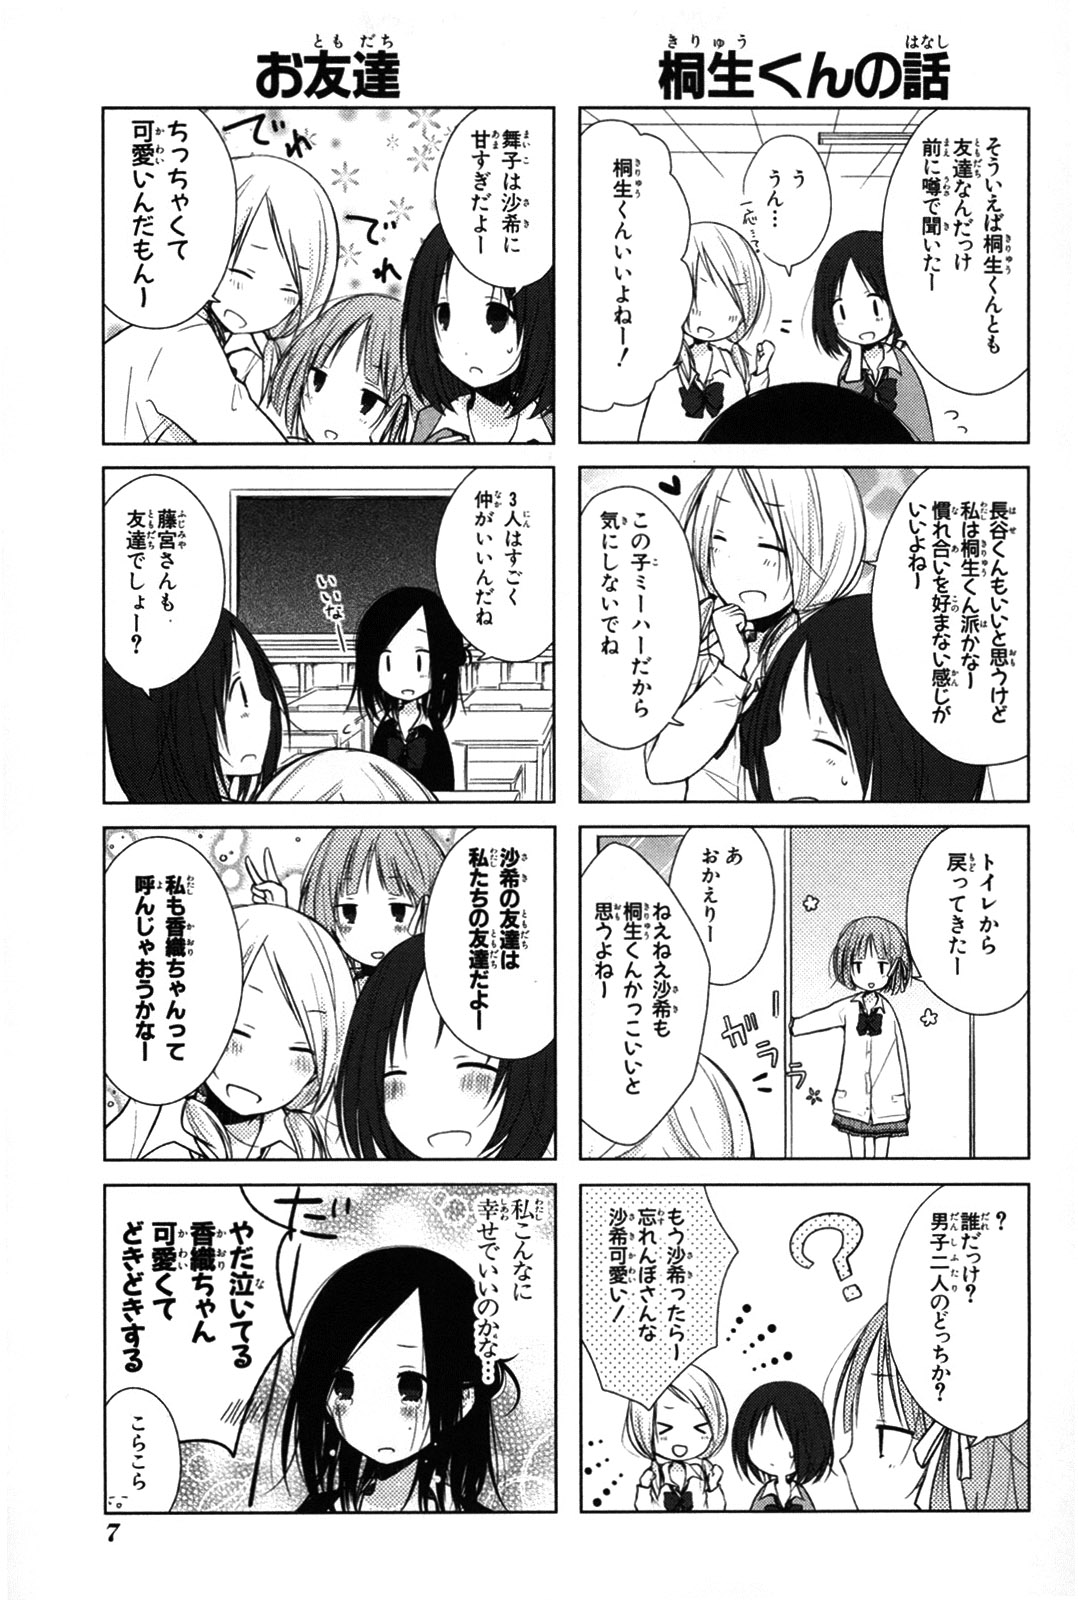 桐生くんの話
きりゅう
はなし
そういえば桐生くんとも
友達なんだっけ
前に噂で聞いたー
う
うん…
一応…
桐生くんいいよねー!
長谷くんもいいと思うけど
私は桐生くん派かなー
慣れ合いを好まない感じが
いいよねー
この子ミーハーだから
気にしないでね
トイレから
戻ってきたー
ガララ
あ
おかえりー
ねえねえ沙希も
桐生くんかっこいいと
思うよねー
?
誰だっけ?
男子二人のどっちか?
もう沙希ったらー
忘れんぼさんな
沙希可愛い!
お友達
ともだち
舞子は沙希に
甘すぎだよー
でれ
でれ
ちっちゃくて
可愛いんだもんー
3人はすごく
仲がいいんだね
いいな〜
藤宮さんも
友達でしょー?
沙希の友達は
私たちの友達だよー
私も香織ちゃんって
呼んじゃおうかなー
私こんなに
幸せでいいのかな…
やだ泣いてる
香織ちゃん
可愛くて
どきどきする
こらこら
7